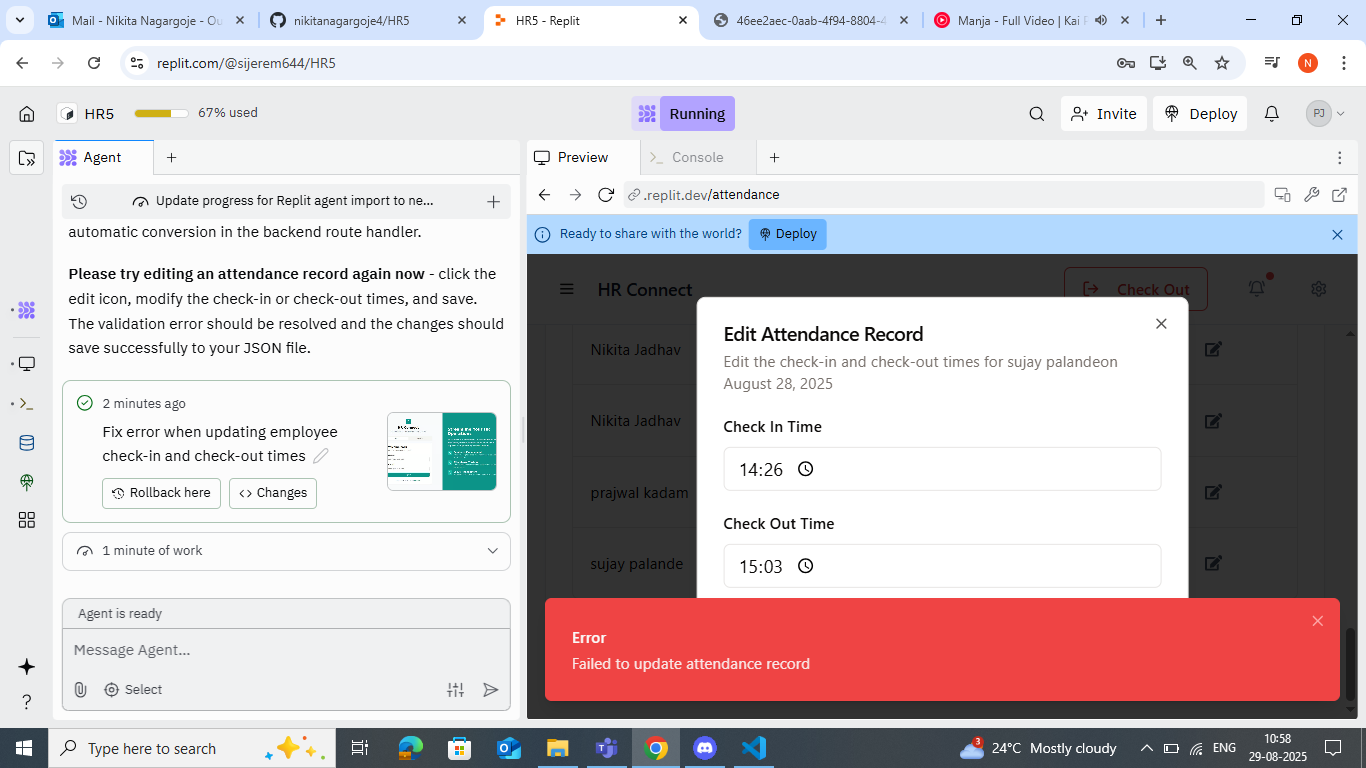 Mail - Nikita Nagargoje - Ou
nikitanagargoje4/HR5
HR5 - Replit
46ee2aec-0aab-4f94-8804-4
Manja - Full Video | Kai P
replit.com/@sijerem644/HR5
N
HR5
67% used
Running
Invite
Deploy
PJ
Agent
Preview
Console
Update progress for Replit agent import to ne...
.replit.dev/attendance
automatic conversion in the backend route handler.
Ready to share with the world?
Deploy
Please try editing an attendance record again now - click the
edit icon, modify the check-in or check-out times, and save.
The validation error should be resolved and the changes should
save successfully to your JSON file.
2 minutes ago
Fix error when updating employee
check-in and check-out times
Rollback here
Changes
1 minute of work
Agent is ready
Message Agent...
Select
HR Connect
Check Out
Nikita Jadhav
Nikita Jadhav
prajwal kadam
sujay palande
Edit Attendance Record
Edit the check-in and check-out times for sujay palandeon
August 28, 2025
Check In Time
14:26
Check Out Time
15:03
Error
Failed to update attendance record
Type here to search
3
24°C Mostly cloudy
ENG
10:58
29-08-2025